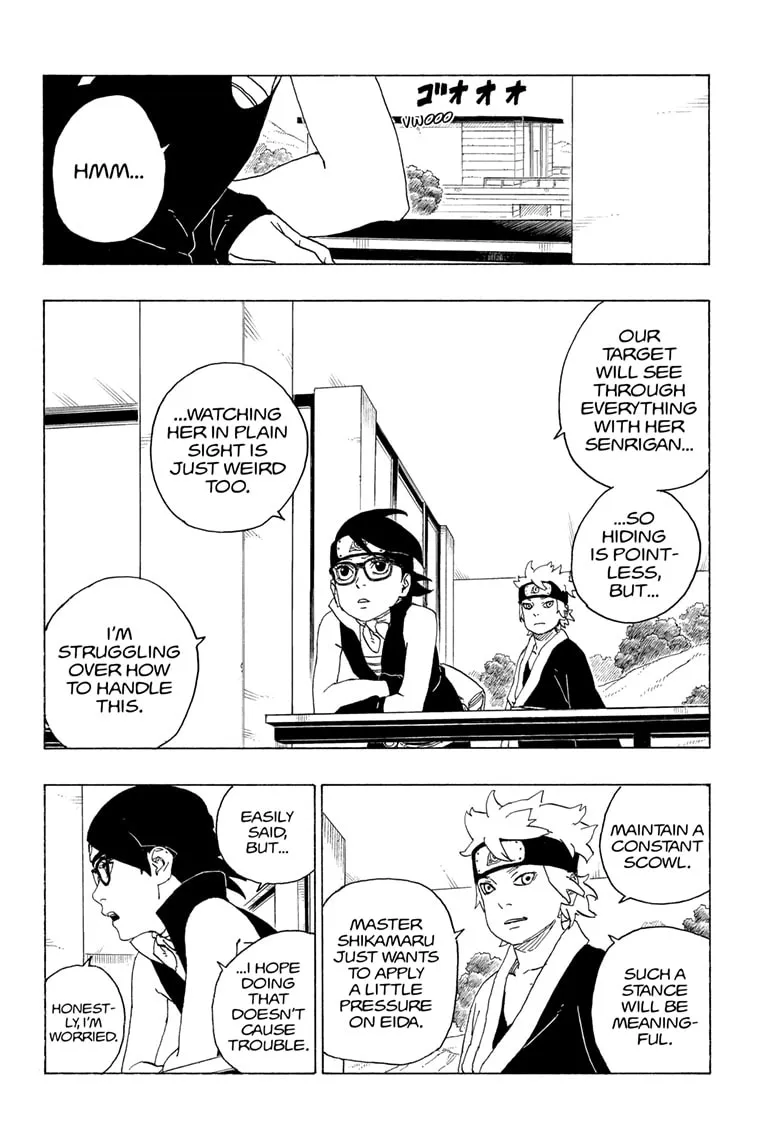 HMM...
ゴオオオ
VWOOO
OUR
TARGET
WILL SEE
THROUGH
EVERYTHING
WITH HER
SENRIGAN...
...SO
HIDING
IS POINT-
LESS,
BUT...
...WATCHING
HER IN PLAIN
SIGHT IS
JUST WEIRD
TOO.
I'M
STRUGGLING
OVER HOW
TO HANDLE
THIS.
MAINTAIN A
CONSTANT
SCOWL.
SUCH A
STANCE
WILL BE
MEANING-
FUL.
MASTER
SHIKAMARU
JUST WANTS
TO APPLY
A LITTLE
PRESSURE
ON EIDA.
EASILY
SAID,
BUT...
...I HOPE
DOING
THAT
DOESN'T
CAUSE
TROUBLE.
HONEST-
LY, I'M
WORRIED.